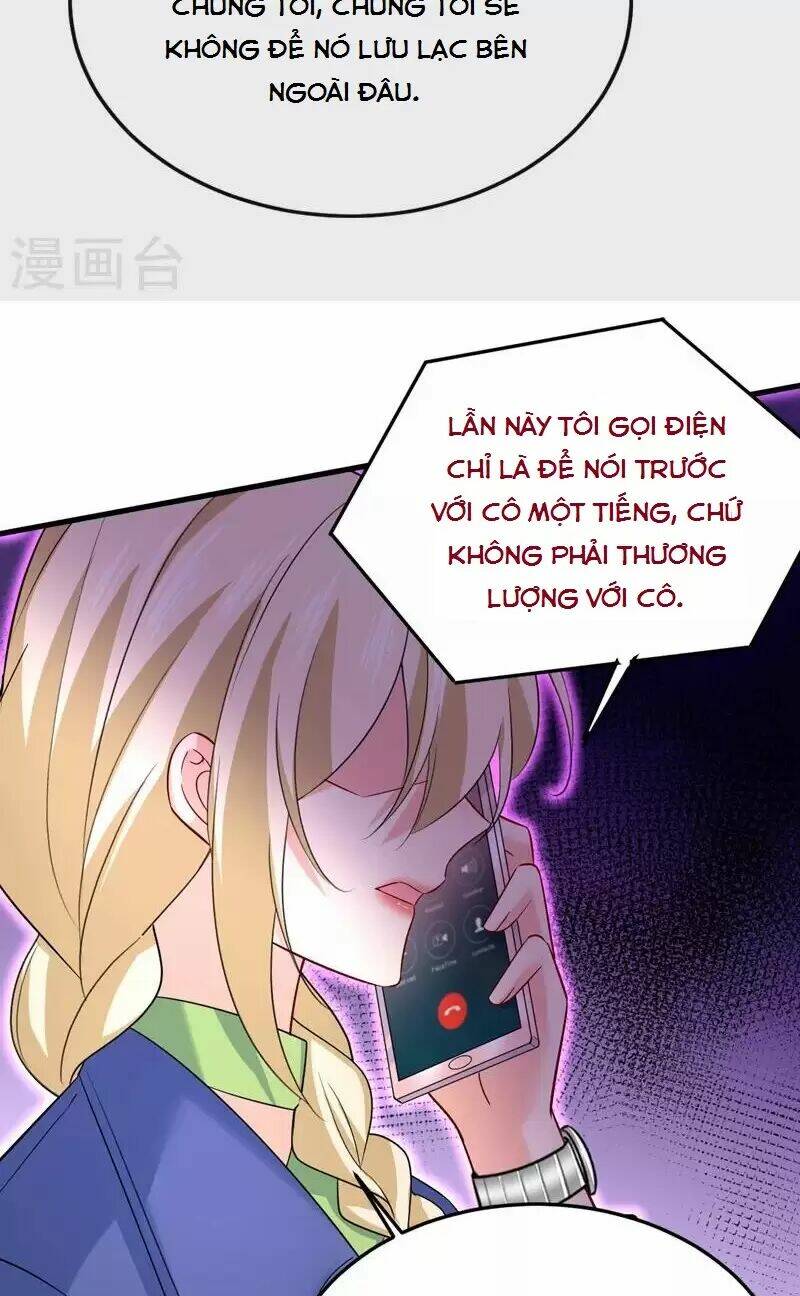 CHÚNG TÔI, CHÚNG TÔI SẼ
KHÔNG ĐỂ NÓ LƯU LẠC BÊN
NGOÀI ĐÂU.
漫画台
LẦN NÀY TÔI GỌI ĐIỆN
CHỈ LÀ ĐỂ NÓI TRƯỚC
VỚI CÔ MỘT TIẾNG, CHỨ
KHÔNG PHẢI THƯƠNG
LƯỢNG VỚI CÔ.
FaceTime